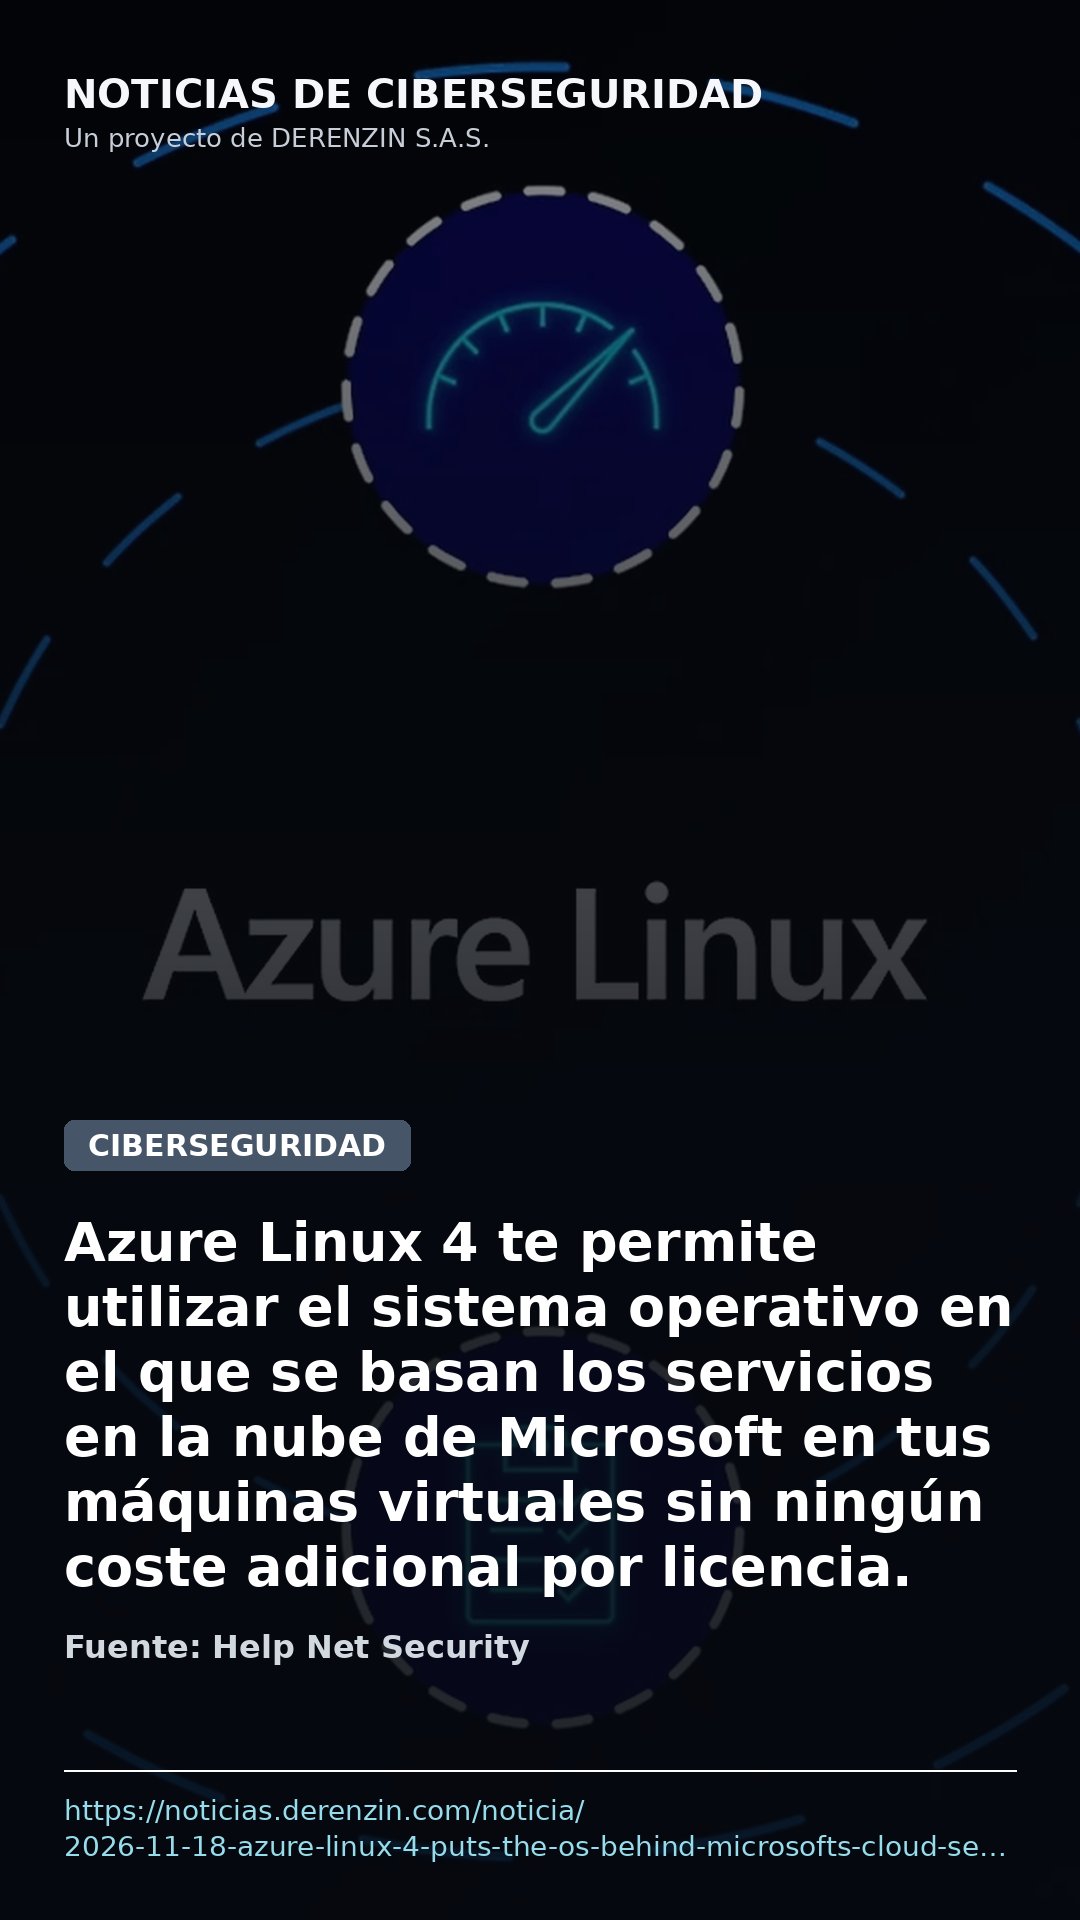 NOTICIAS DE CIBERSEGURIDAD
Un proyecto de DERENZIN S.A.S.
Azure Linux
CIBERSEGURIDAD
Azure Linux 4 te permite
utilizar el sistema operativo en
el que se basan los servicios
en la nube de Microsoft en tus
máquinas virtuales sin ningún
coste adicional por licencia.
Fuente: Help Net Security
https://noticias.derenzin.com/noticia/
2026-11-18-azure-linux-4-puts-the-os-behind-microsofts-cloud-se...